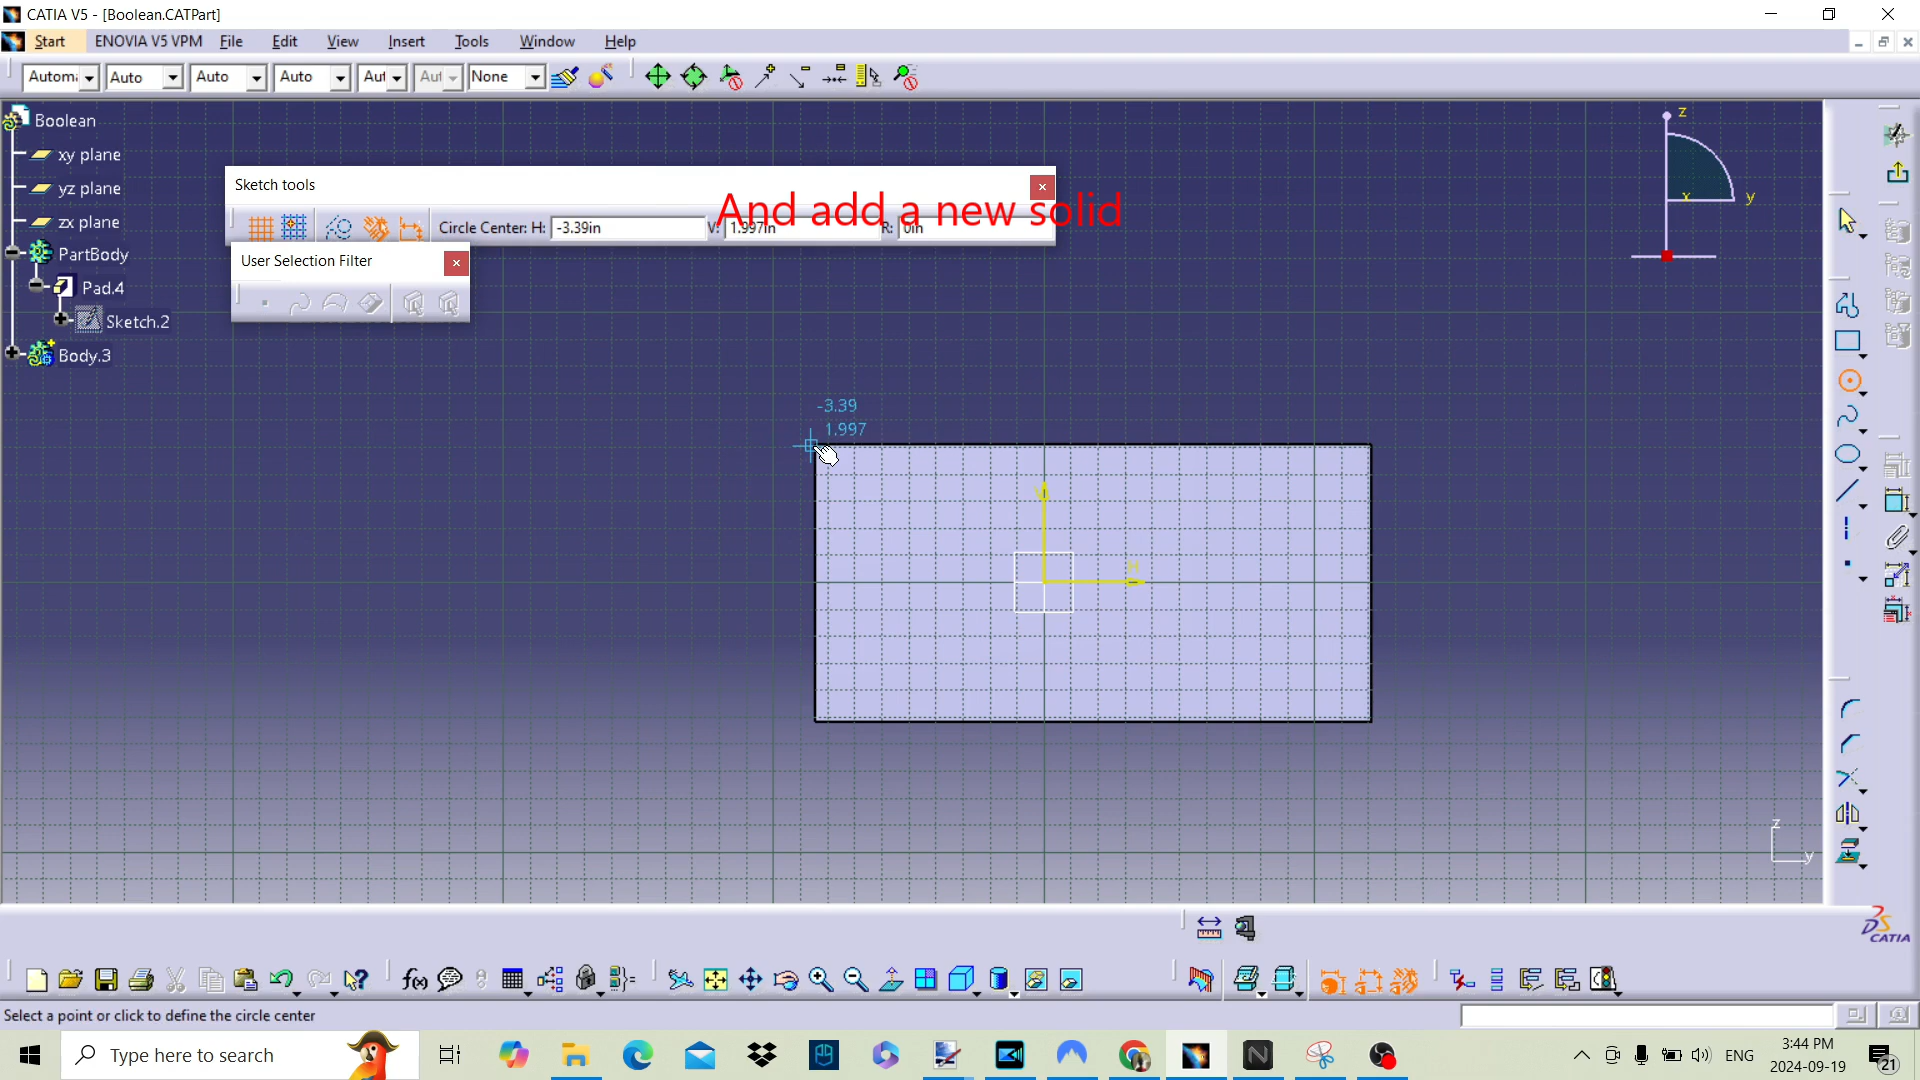 CATIA V5 - [Boolean.CATPart]
Start ENOVIA V5 VPM File Edit View Insert Tools Window Help
Auto Auto Auto None
Boolean
xy plane
yz plane
zx plane
PartBody
Pad.4
Sketch.2
Body.3
Sketch tools
And add a new solid
Circle Center: H: -3.39in V: 1.997in R: 0in
User Selection Filter
z
x
y
-3.39
1.997
V
H
z
y
CATIA
f(x)
Select a point or click to define the circle center
Type here to search
ENG
3:44 PM
2024-09-19
21